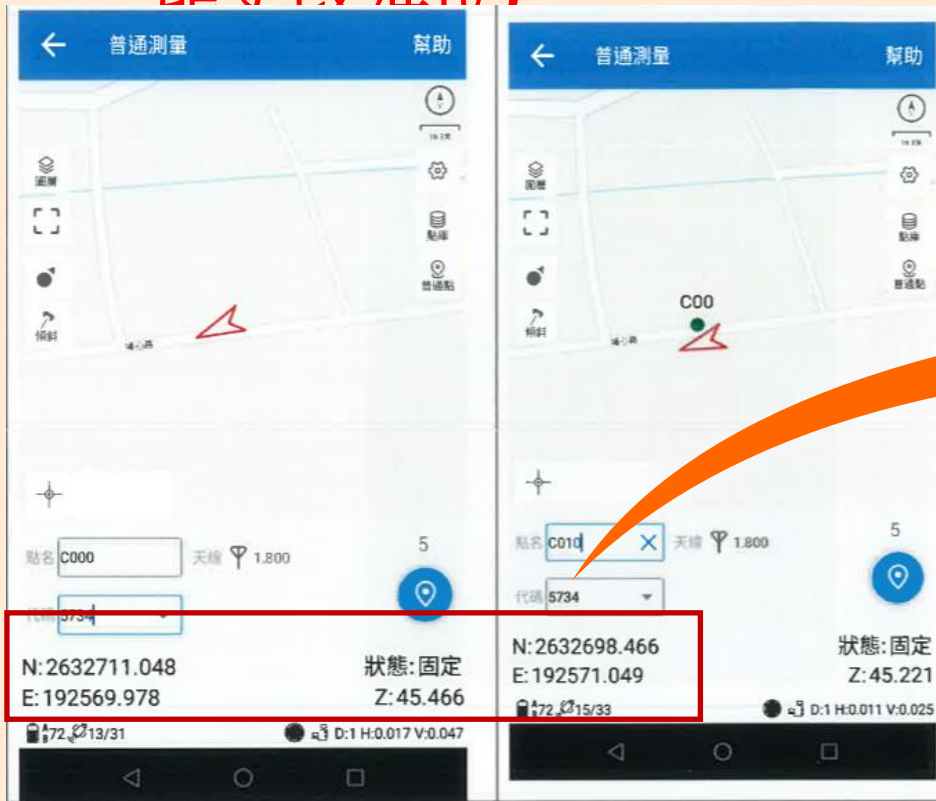 普通測量 幫助
圖層
點庫
普通點
傾斜
點名 C000 天線 1.800 5
代碼 5734
N:2632711.048 狀態:固定
E:192569.978 Z:45.466
72 13/31 D:1 H:0.017 V:0.047
普通測量 幫助
圖層
點庫
普通點
傾斜
C00
點名 C010 天線 1.800 5
代碼 5734
N:2632698.466 狀態:固定
E:192571.049 Z:45.221
72 15/33 D:1 H:0.011 V:0.025